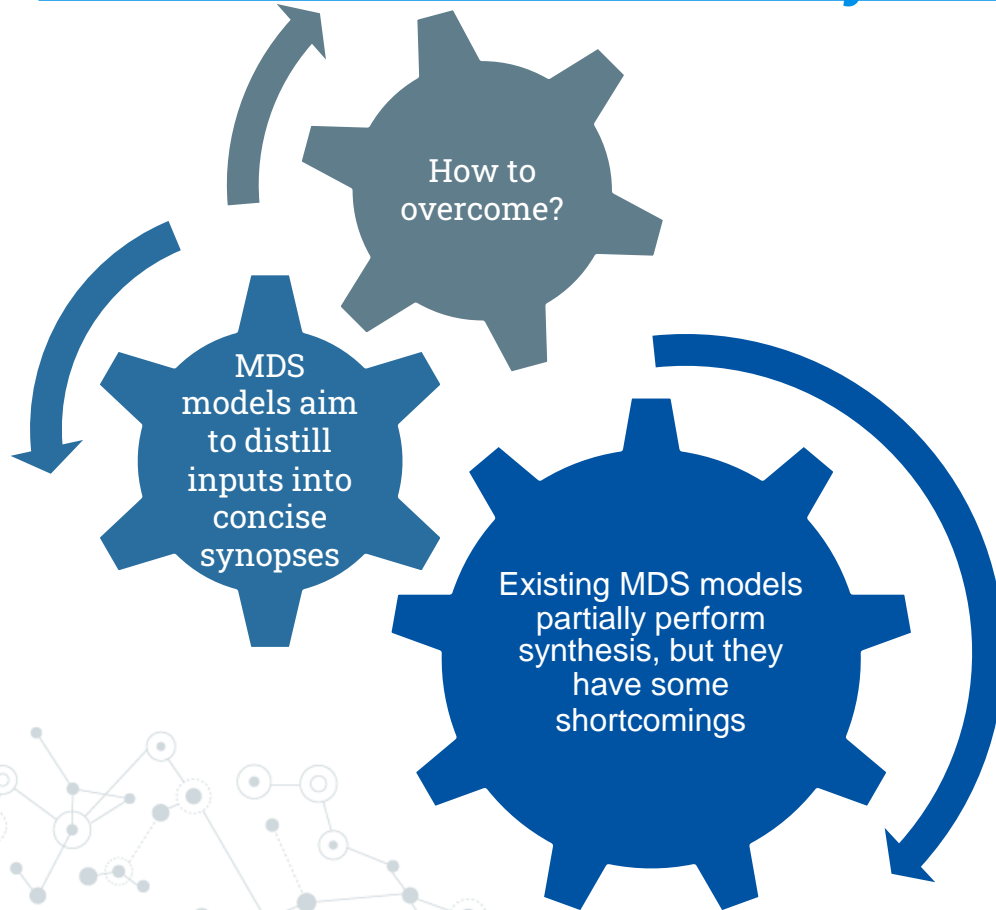 How to
overcome?
MDS
models aim
to distill
inputs into
concise
synopses
Existing MDS models
partially perform
synthesis, but they
have some
shortcomings